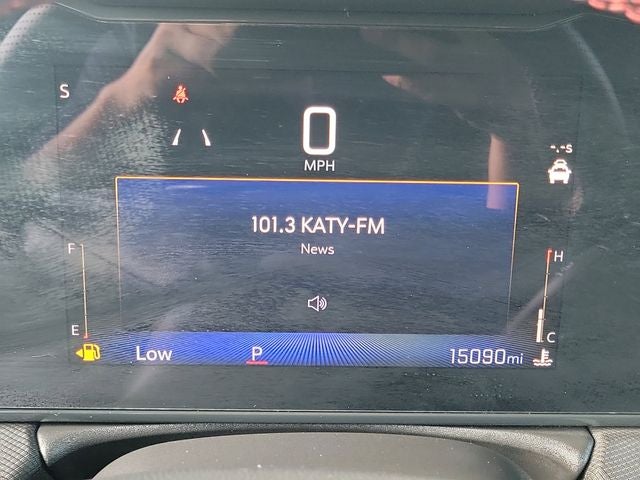 S
0
MPH
-.-s
101.3 KATY-FM
News
F
H
E
C
Low
P
15090mi